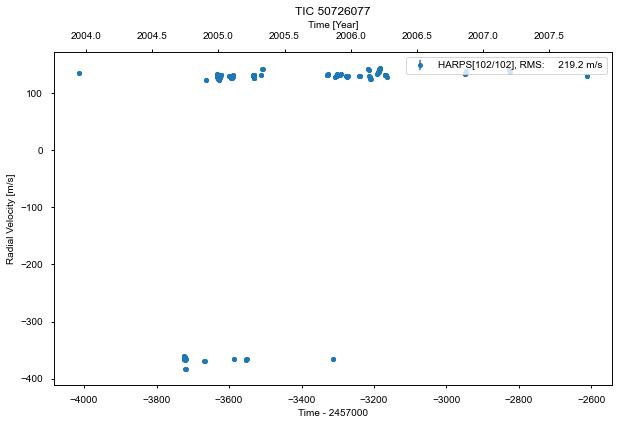 TIC 50726077
Time [Year]
2004.0 2004.5 2005.0 2005.5 2006.0 2006.5 2007.0 2007.5
HARPS[102/102], RMS: 219.2 m/s
100
0
−100
−200
−300
−400
Radial Velocity [m/s]
−4000 −3800 −3600 −3400 −3200 −3000 −2800 −2600
Time - 2457000